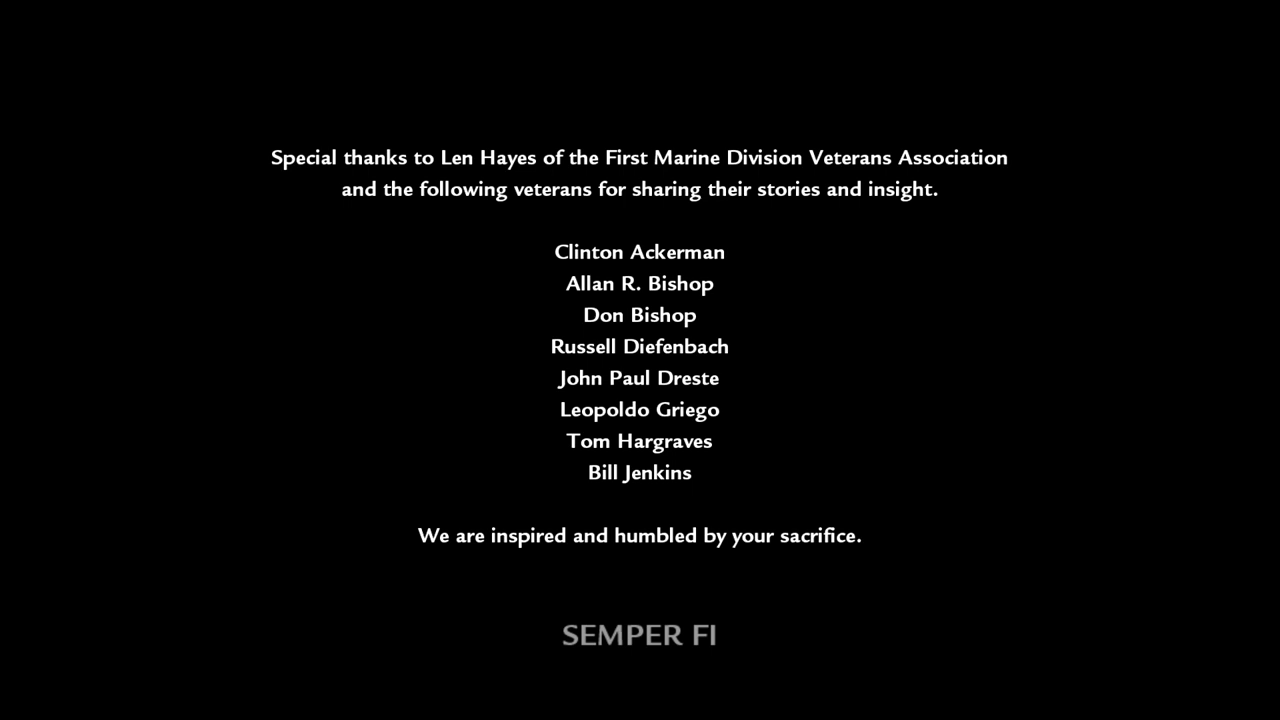 Special thanks to Len Hayes of the First Marine Division Veterans Association
and the following veterans for sharing their stories and insight.
Clinton Ackerman
Allan R. Bishop
Don Bishop
Russell Diefenbach
John Paul Dreste
Leopoldo Griego
Tom Hargraves
Bill Jenkins
We are inspired and humbled by your sacrifice.
SEMPER FI